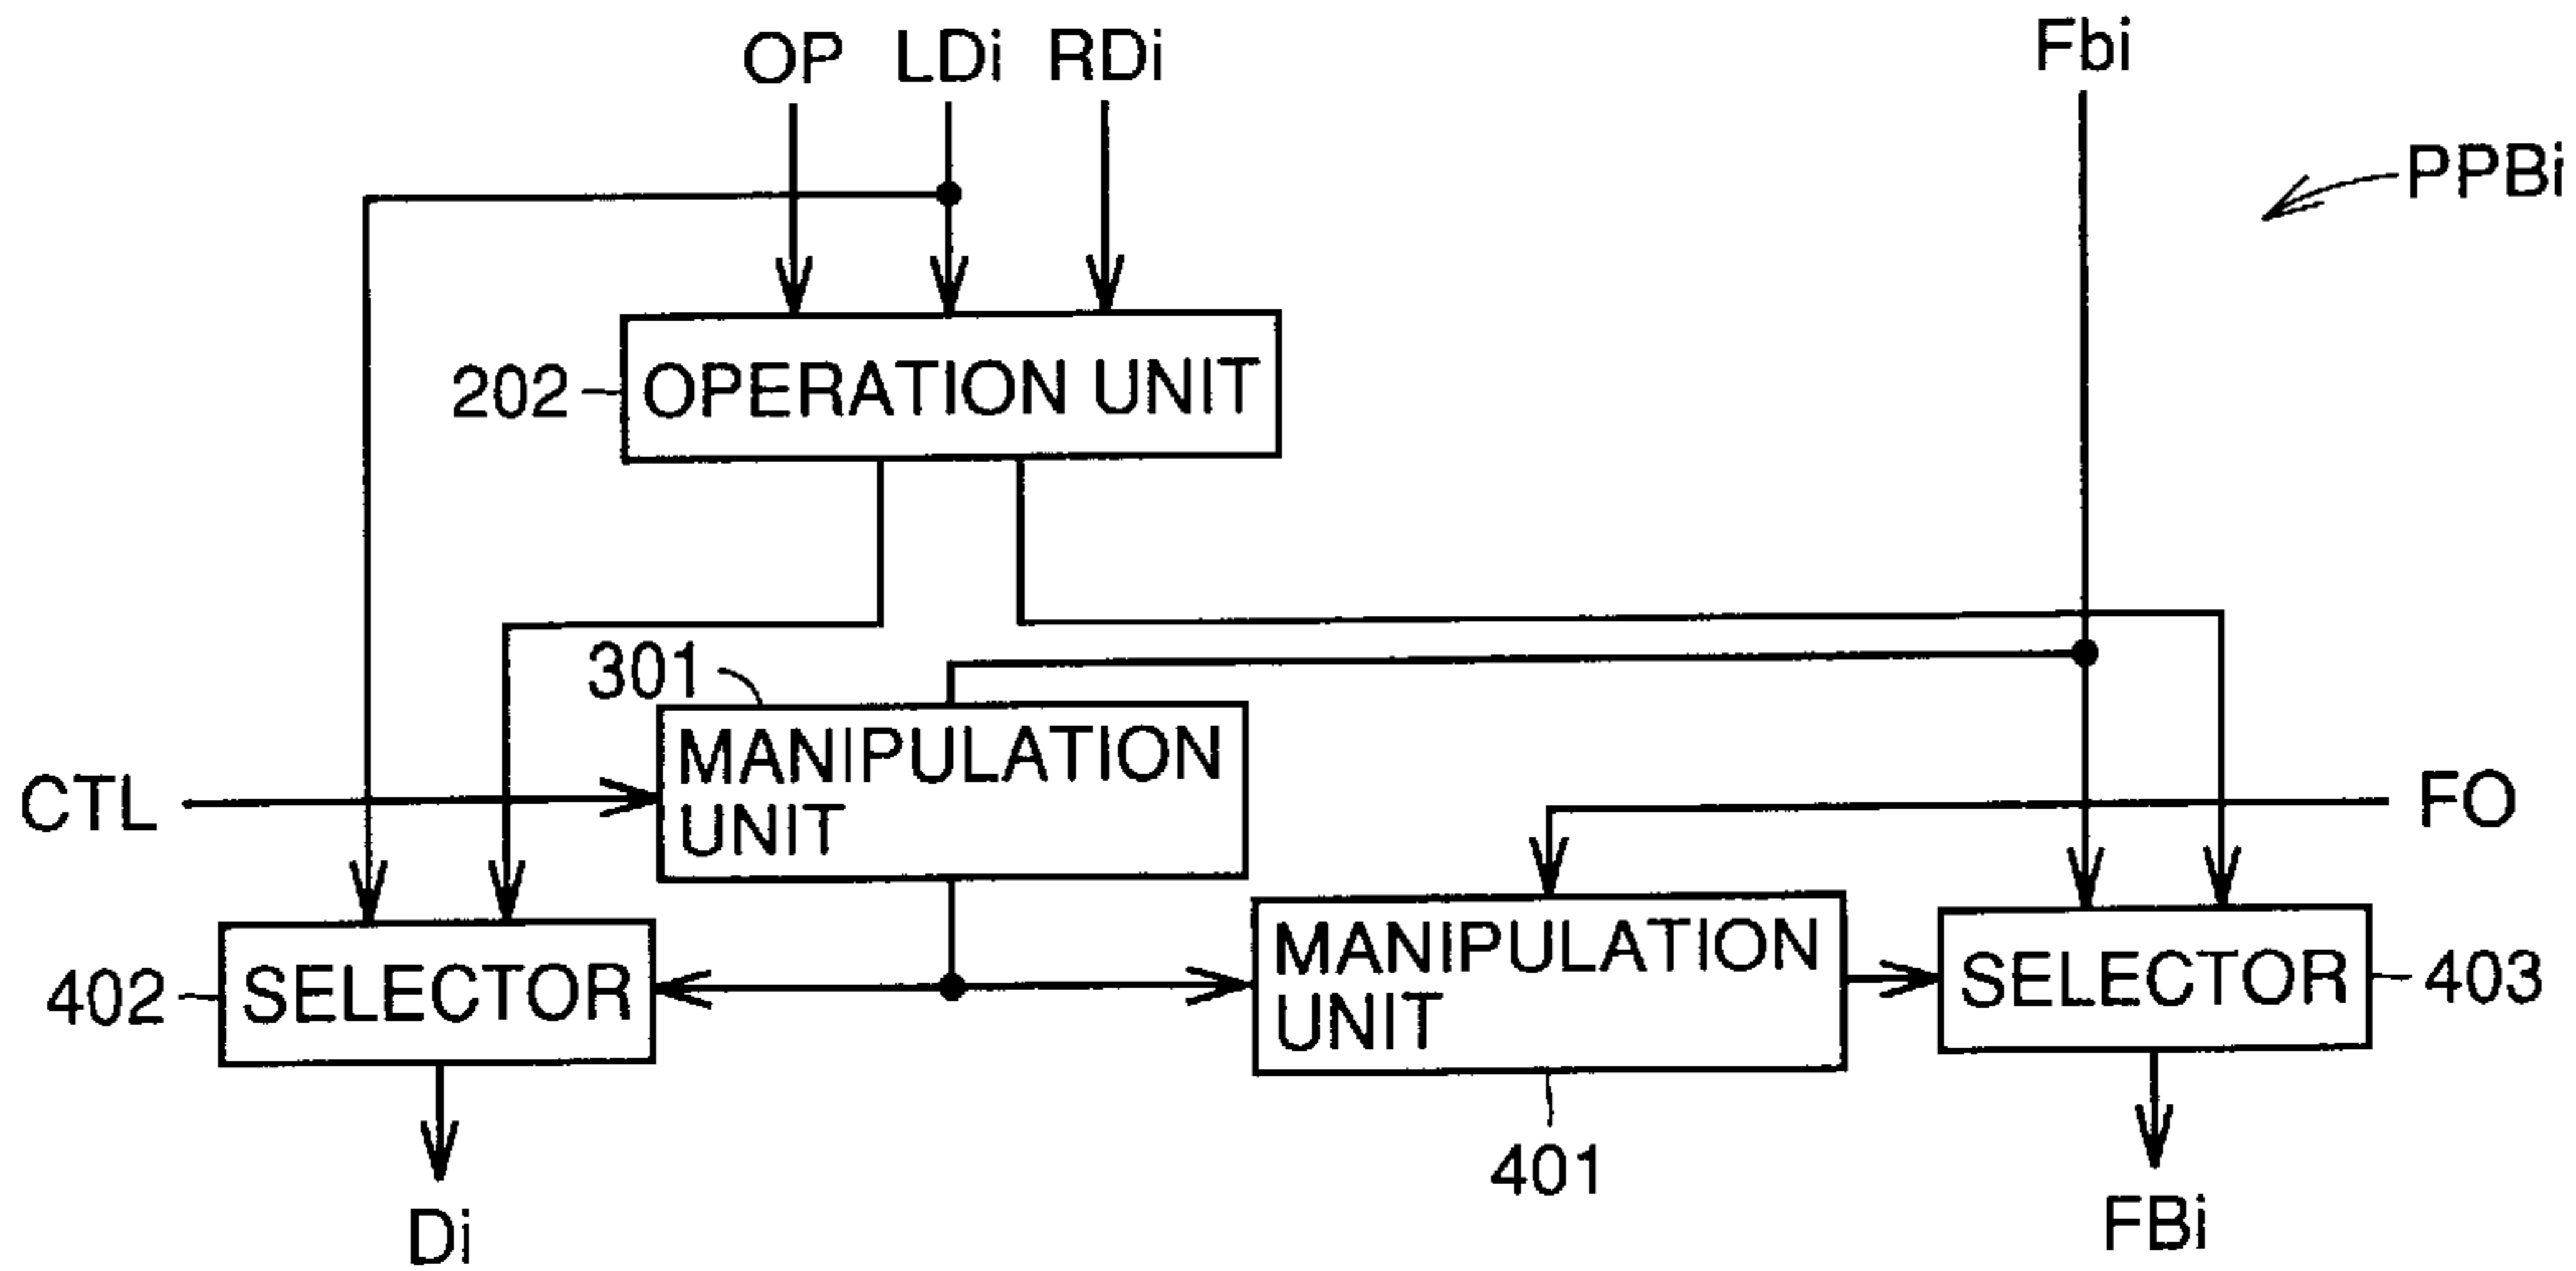 OP LDi RDi Fbi
PPBi
202 OPERATION UNIT
301
MANIPULATION
UNIT
CTL
FO
MANIPULATION
UNIT
402 SELECTOR
SELECTOR 403
401
Di
FBi